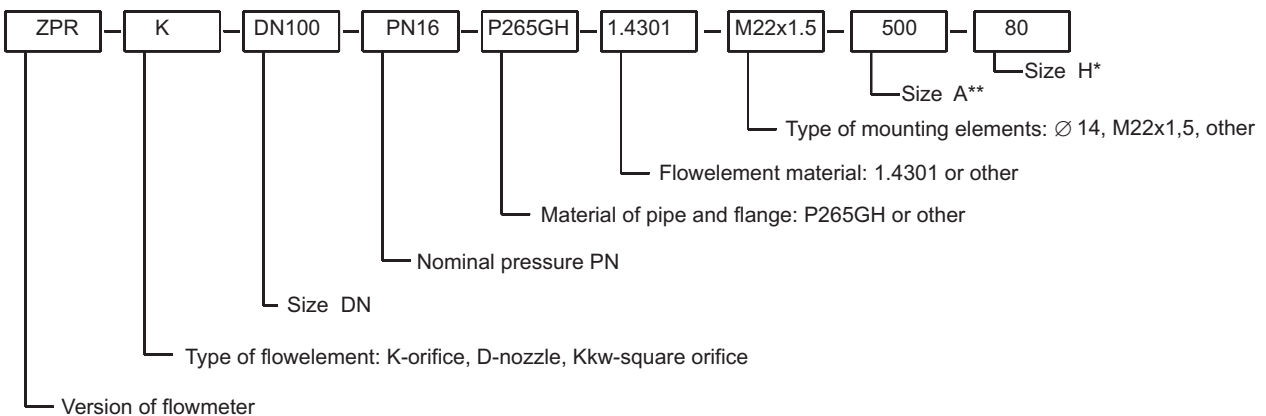 ZPR – K – DN100 – PN16 – P265GH – 1.4301 – M22x1.5 – 500 – 80
Size H*
Size A**
Type of mounting elements: ∅ 14, M22x1,5, other
Flowelement material: 1.4301 or other
Material of pipe and flange: P265GH or other
Nominal pressure PN
Size DN
Type of flowelement: K-orifice, D-nozzle, Kkw-square orifice
Version of flowmeter